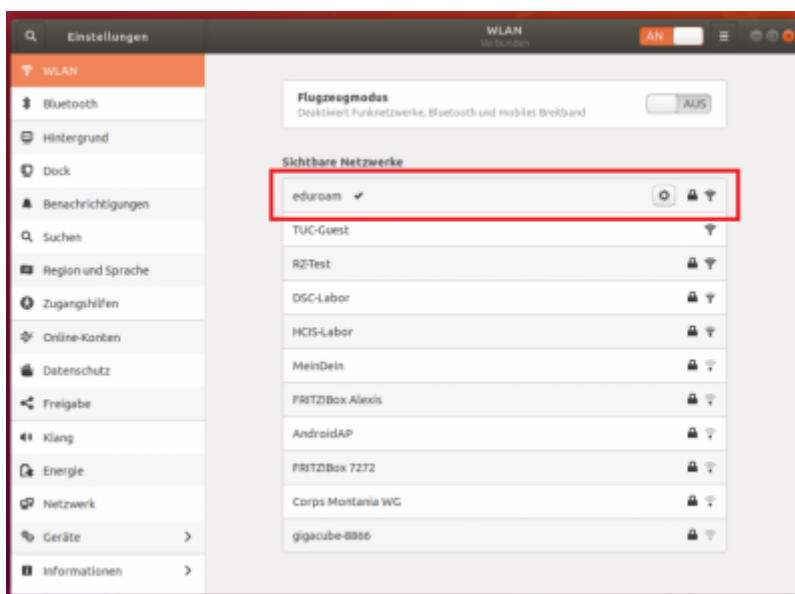 Einstellungen
WLAN
Verbunden
AN
WLAN
Bluetooth
Hintergrund
Dock
Benachrichtigungen
Suchen
Region und Sprache
Zugangshilfen
Online-Konten
Datenschutz
Freigabe
Klang
Energie
Netzwerk
Geräte
Informationen
Flugzeugmodus
Deaktiviert Funknetzwerke, Bluetooth und mobiles Breitband
AUS
Sichtbare Netzwerke
eduroam
TUC-Guest
RZ-Test
DSC-Labor
HCIS-Labor
MeinDein
FRITZ!Box Alexis
AndroidAP
FRITZ!Box 7272
Corps Montania WG
gigacube-8866